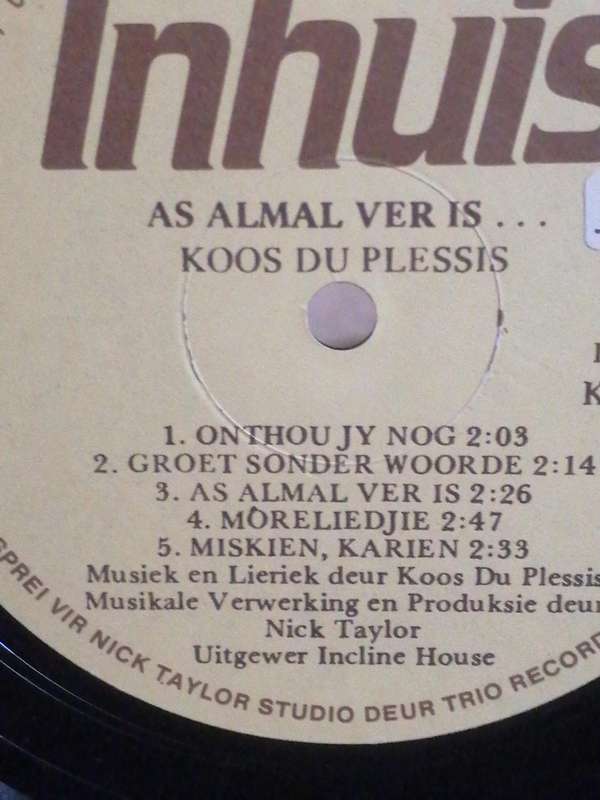 Inhuis
AS ALMAL VER IS . . .
KOOS DU PLESSIS
1. ONTHOU JY NOG 2:03
2. GROET SONDER WOORDE 2:14
3. AS ALMAL VER IS 2:26
4. MÔRELIEDJIE 2:47
5. MISKIEN, KARIEN 2:33
Musiek en Lieriek deur Koos Du Plessis
Musikale Verwerking en Produksie deur
Nick Taylor
Uitgewer Incline House
SPREI VIR NICK TAYLOR STUDIO DEUR TRIO RECOR